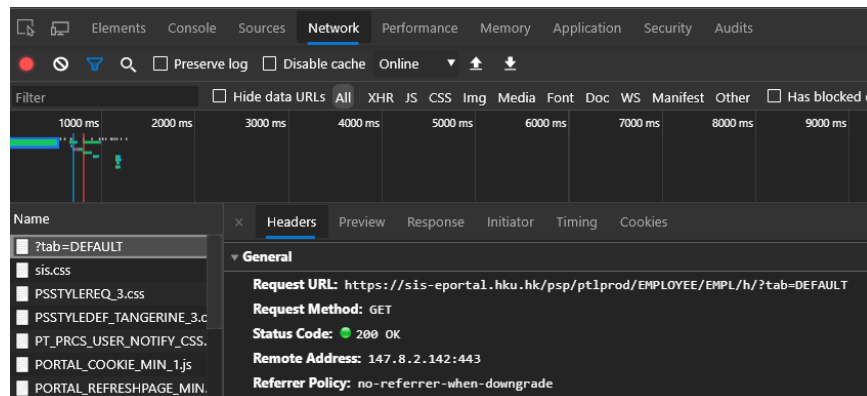 Elements Console Sources Network Performance Memory Application Security Audits
Preserve log Disable cache Online
Filter Hide data URLs All XHR JS CSS Img Media Font Doc WS Manifest Other Has blocked
1000 ms 2000 ms 3000 ms 4000 ms 5000 ms 6000 ms 7000 ms 8000 ms 9000 ms
Name
Headers Preview Response Initiator Timing Cookies
?tab=DEFAULT
sis.css
PSSTYLEREQ_3.css
PSSTYLEDEF_TANGERINE_3.c
PT_PRCS_USER_NOTIFY_CSS.
PORTAL_COOKIE_MIN_1.js
PORTAL_REFRESHPAGE_MIN.
General
Request URL: https://sis-eportal.hku.hk/psp/ptlprod/EMPLOYEE/EMPL/h/?tab=DEFAULT
Request Method: GET
Status Code: 200 OK
Remote Address: 147.8.2.142:443
Referrer Policy: no-referrer-when-downgrade